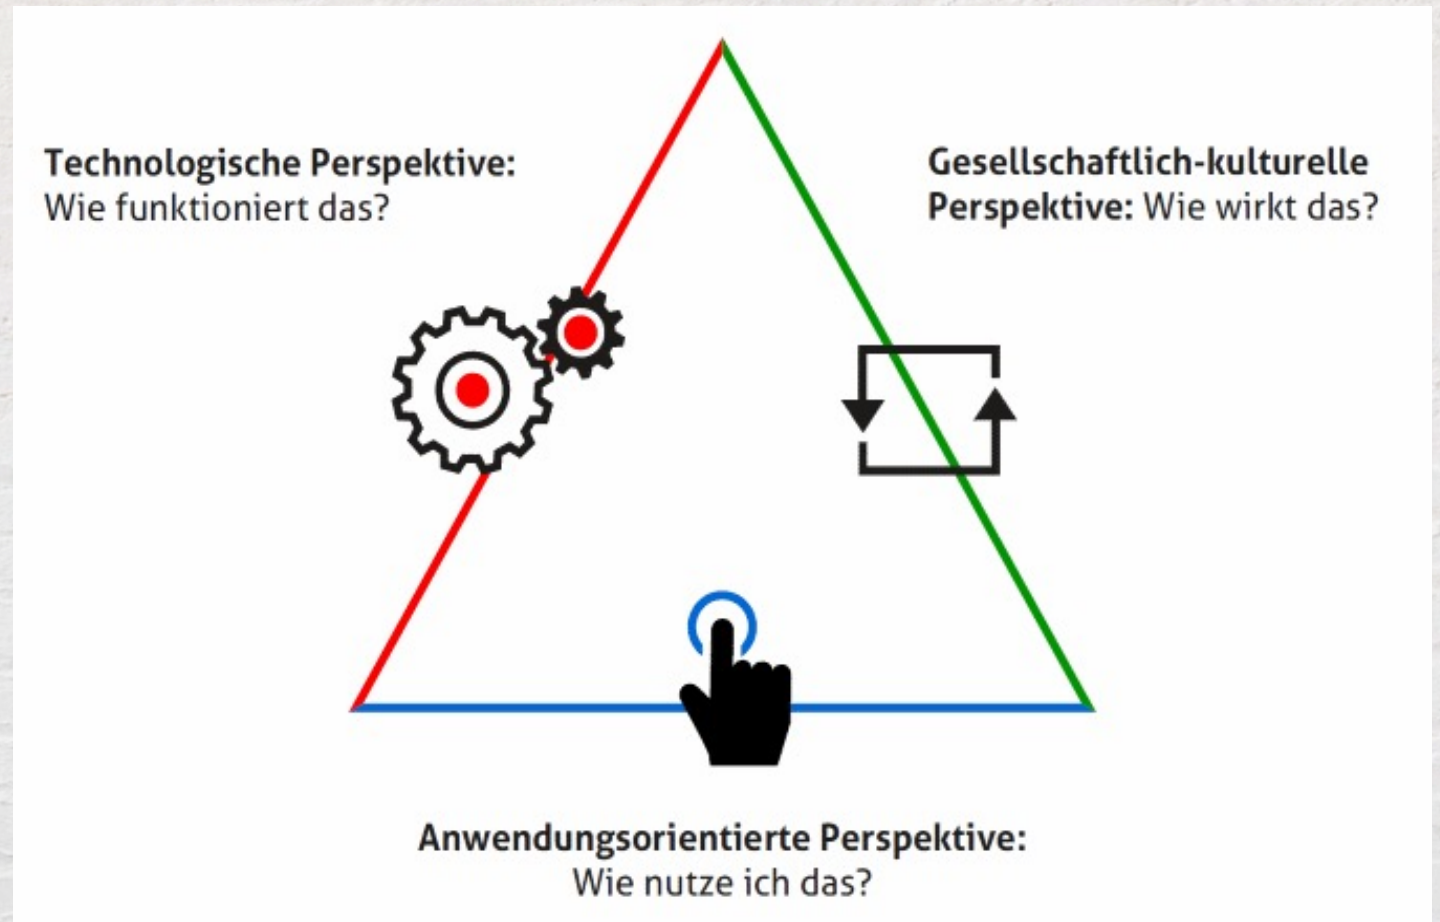 Technologische Perspektive:
Wie funktioniert das?
Gesellschaftlich-kulturelle
Perspektive: Wie wirkt das?
Anwendungsorientierte Perspektive:
Wie nutze ich das?